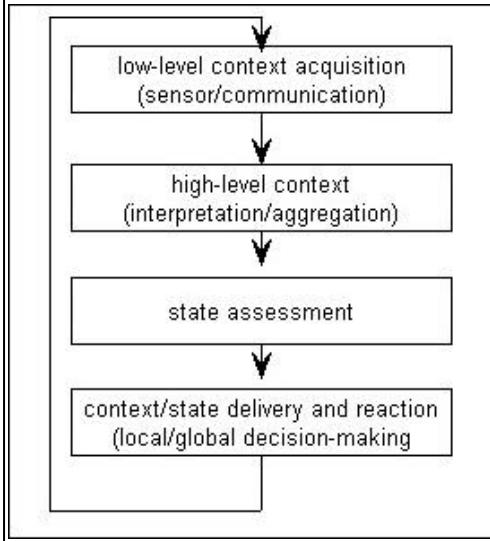 low-level context acquisition
(sensor/communication)
high-level context
(interpretation/aggregation)
state assessment
context/state delivery and reaction
(local/global decision-making